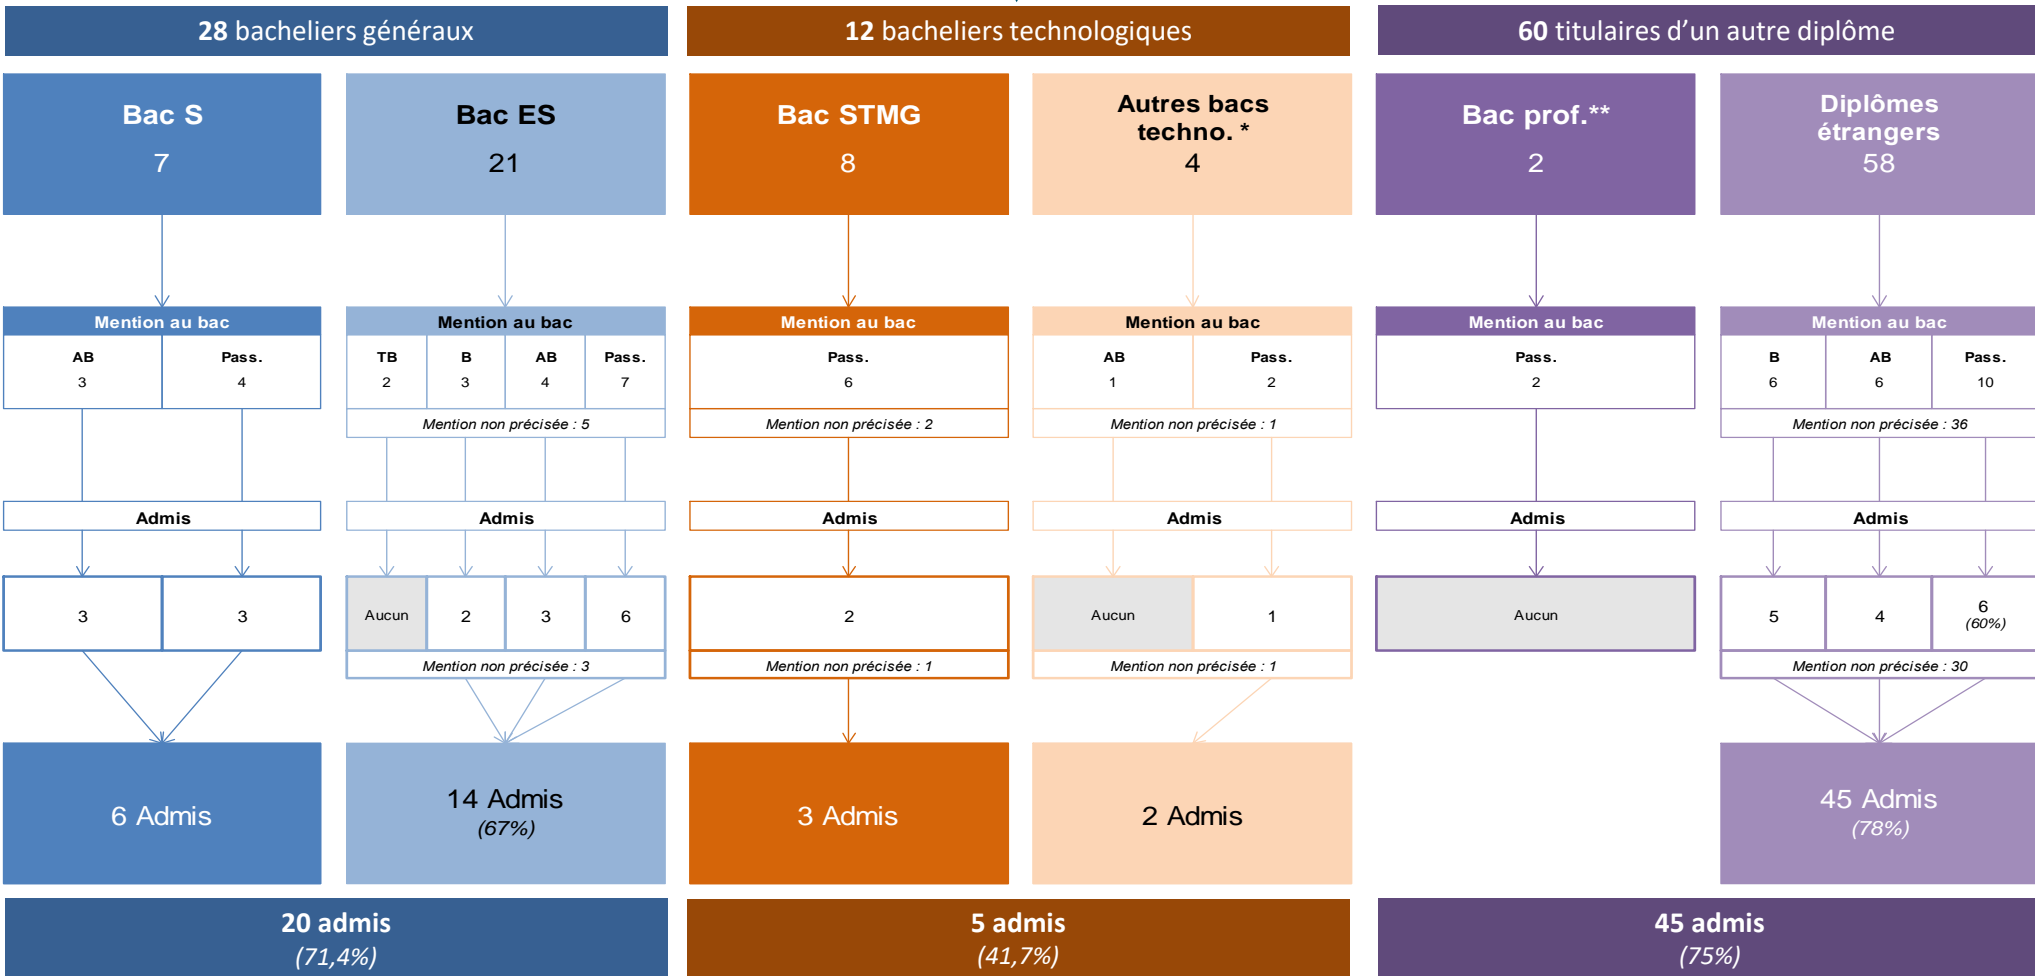 28 bacheliers généraux
12 bacheliers technologiques
60 titulaires d'un autre diplôme
Bac S
7
Bac ES
21
Bac STMG
8
Autres bacs
techno. *
4
Bac prof.**
2
Diplômes
étrangers
58
Mention au bac
AB
3
Pass.
4
Mention au bac
TB
2
B
3
AB
4
Pass.
7
Mention non précisée : 5
Mention au bac
Pass.
6
Mention non précisée : 2
Mention au bac
AB
1
Pass.
2
Mention non précisée : 1
Mention au bac
Pass.
2
Mention au bac
B
6
AB
6
Pass.
10
Mention non précisée : 36
Admis
Admis
Admis
Admis
Admis
Admis
3
3
Aucun
2
3
6
Mention non précisée : 3
2
Mention non précisée : 1
Aucun
1
Mention non précisée : 1
Aucun
5
4
6
(60%)
Mention non précisée : 30
6 Admis
14 Admis
(67%)
3 Admis
2 Admis
45 Admis
(78%)
20 admis
(71,4%)
5 admis
(41,7%)
45 admis
(75%)